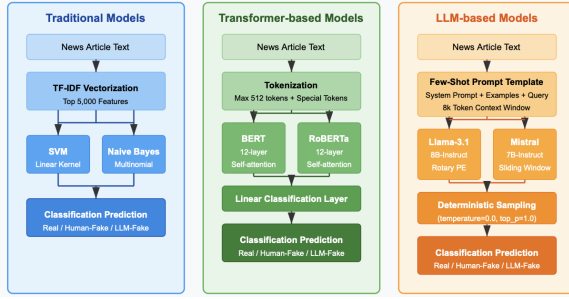 Traditional Models
News Article Text
TF-IDF Vectorization
Top 5,000 Features
SVM
Linear Kernel
Naive Bayes
Multinomial
Classification Prediction
Real / Human-Fake / LLM-Fake
Transformer-based Models
News Article Text
Tokenization
Max 512 tokens + Special Tokens
BERT
12-layer
Self-attention
RoBERTa
12-layer
Self-attention
Linear Classification Layer
Classification Prediction
Real / Human-Fake / LLM-Fake
LLM-based Models
News Article Text
Few-Shot Prompt Template
System Prompt + Examples + Query
8k Token Context Window
Llama-3.1
8B-Instruct
Rotary PE
Mistral
7B-Instruct
Sliding Window
Deterministic Sampling
(temperature=0.0, top_p=1.0)
Classification Prediction
Real / Human-Fake / LLM-Fake